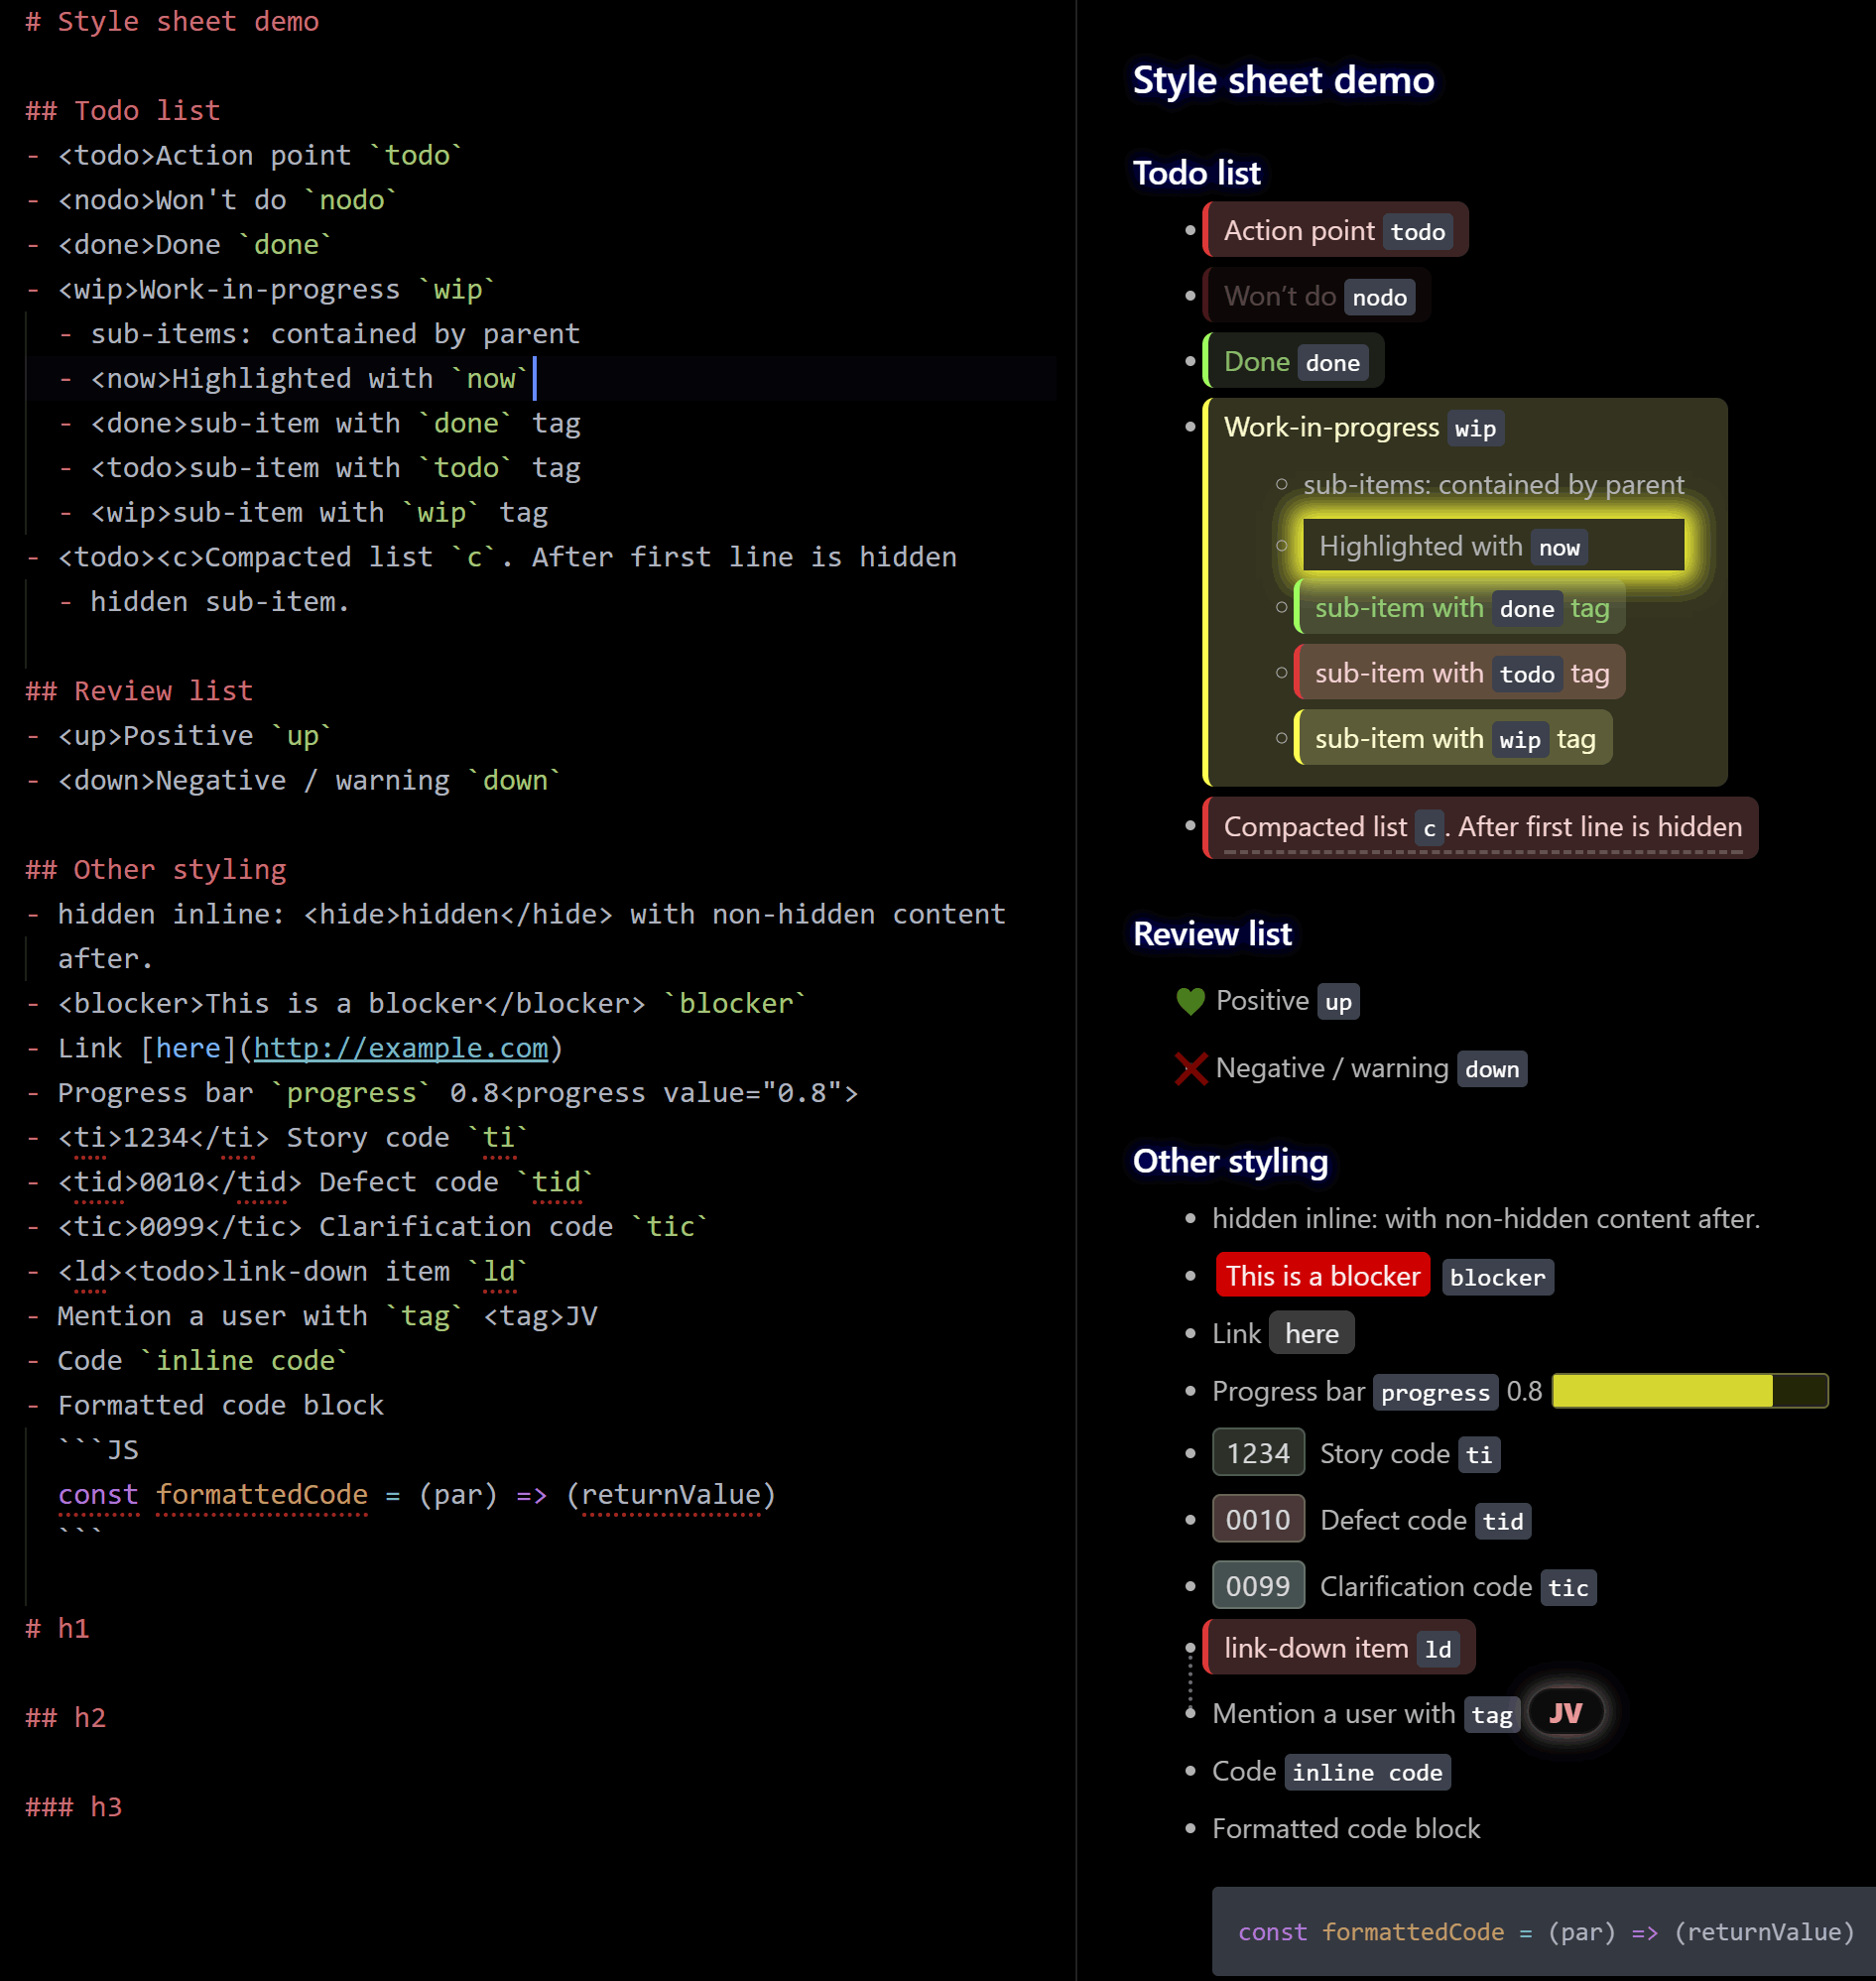 # Style sheet demo
## Todo list
- <todo>Action point `todo`
- <nodo>Won't do `nodo`
- <done>Done `done`
- <wip>Work-in-progress `wip`
- sub-items: contained by parent
- <now>Highlighted with `now`
- <done>sub-item with `done` tag
- <todo>sub-item with `todo` tag
- <wip>sub-item with `wip` tag
- <todo><c>Compacted list `c`. After first line is hidden
- hidden sub-item.
## Review list
- <up>Positive `up`
- <down>Negative / warning `down`
## Other styling
- hidden inline: <hide>hidden</hide> with non-hidden content
after.
- <blocker>This is a blocker</blocker> `blocker`
- Link [here](http://example.com)
- Progress bar `progress` 0.8<progress value="0.8">
- <ti>1234</ti> Story code `ti`
- <tid>0010</tid> Defect code `tid`
- <tic>0099</tic> Clarification code `tic`
- <ld><todo>link-down item `ld`
- Mention a user with `tag` <tag>JV
- Code `inline code`
- Formatted code block
```JS
const formattedCode = (par) => (returnValue)
```
# h1
## h2
### h3
Style sheet demo
Todo list
Action point todo
Won’t do nodo
Done done
Work-in-progress wip
sub-items: contained by parent
Highlighted with now
sub-item with done tag
sub-item with todo tag
sub-item with wip tag
Compacted list c. After first line is hidden
Review list
Positive up
Negative / warning down
Other styling
hidden inline: with non-hidden content after.
This is a blocker blocker
Link here
Progress bar progress 0.8
1234 Story code ti
0010 Defect code tid
0099 Clarification code tic
link-down item ld
Mention a user with tag JV
Code inline code
Formatted code block
const formattedCode = (par) => (returnValue)